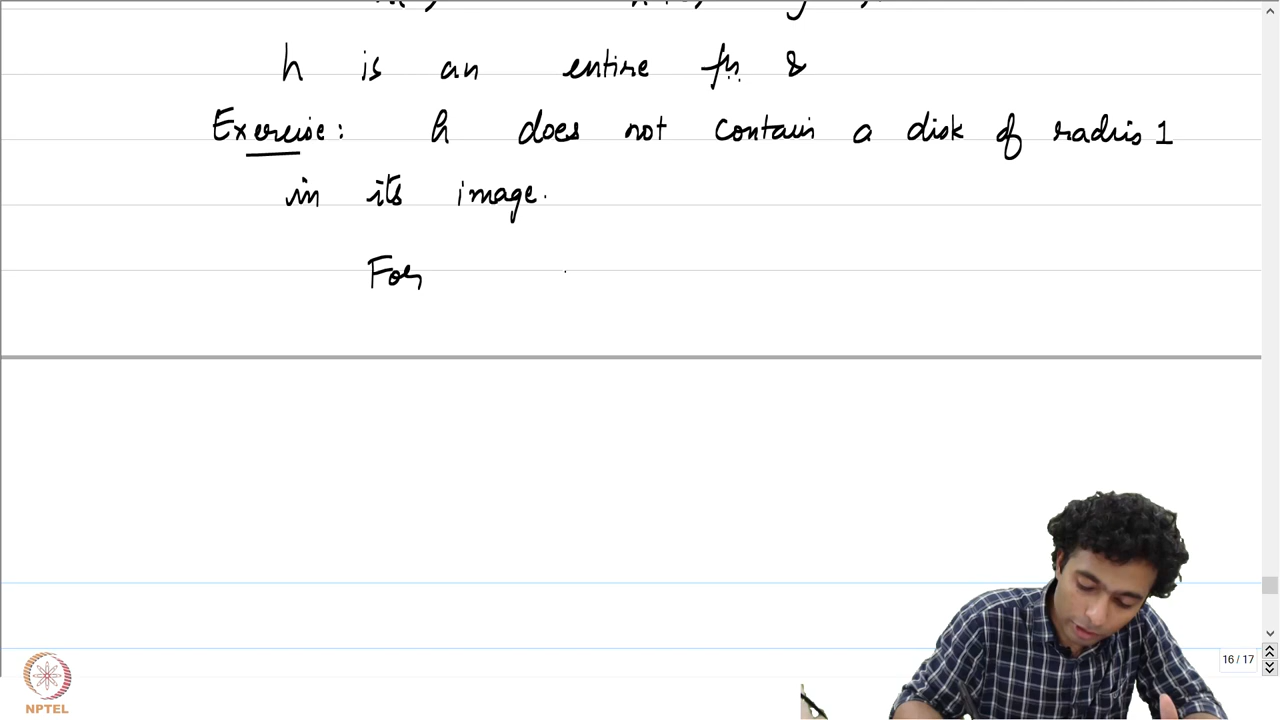 h is an entire fn &
Exercise: h does not contain a disk of radius 1
in its image.
For
16 / 17
NPTEL